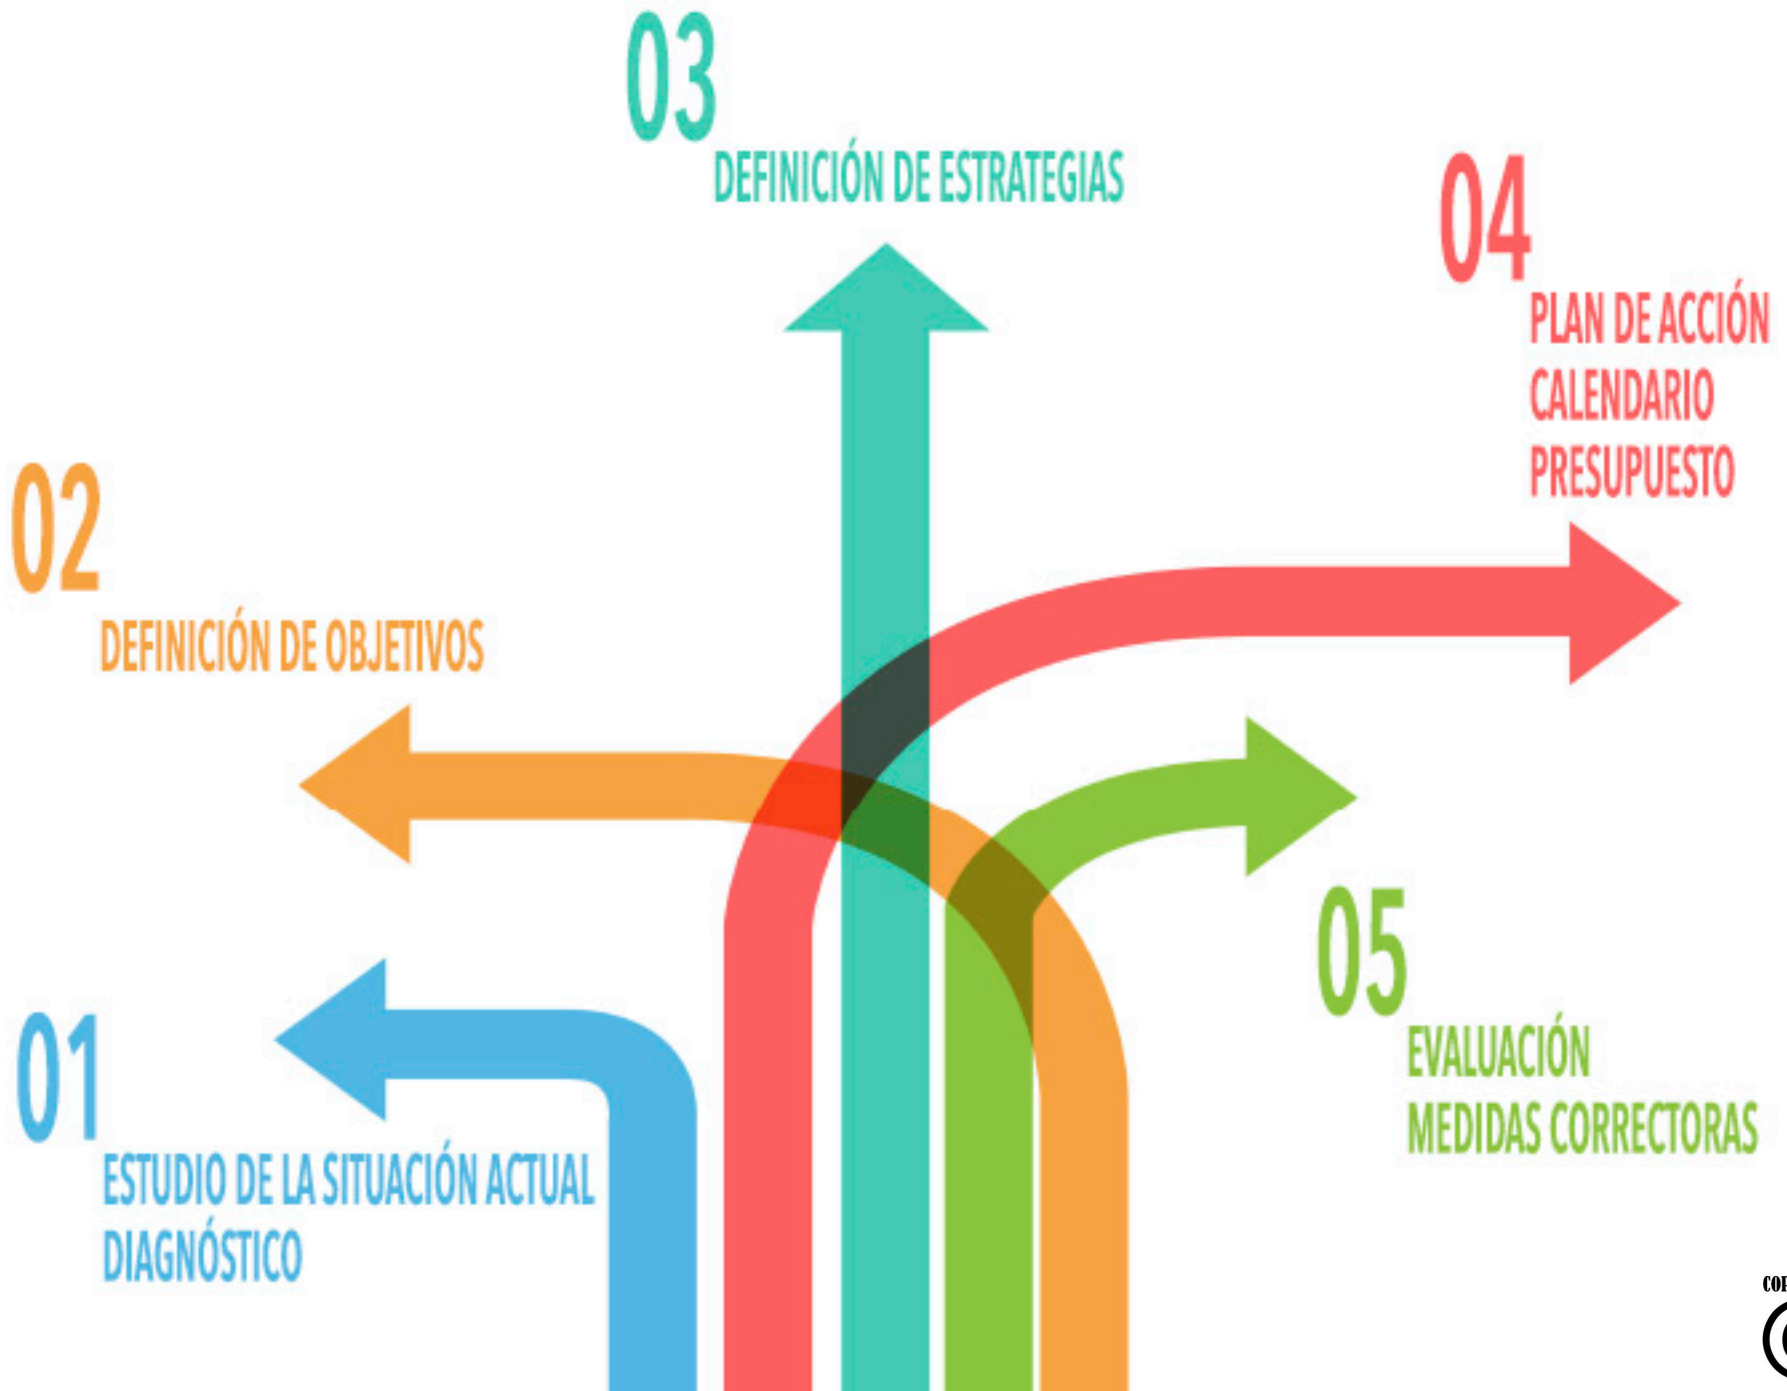 03
DEFINICIÓN DE ESTRATEGIAS
04
PLAN DE ACCIÓN
CALENDARIO
PRESUPUESTO
02
DEFINICIÓN DE OBJETIVOS
05
EVALUACIÓN
MEDIDAS CORRECTORAS
01
ESTUDIO DE LA SITUACIÓN ACTUAL
DIAGNÓSTICO